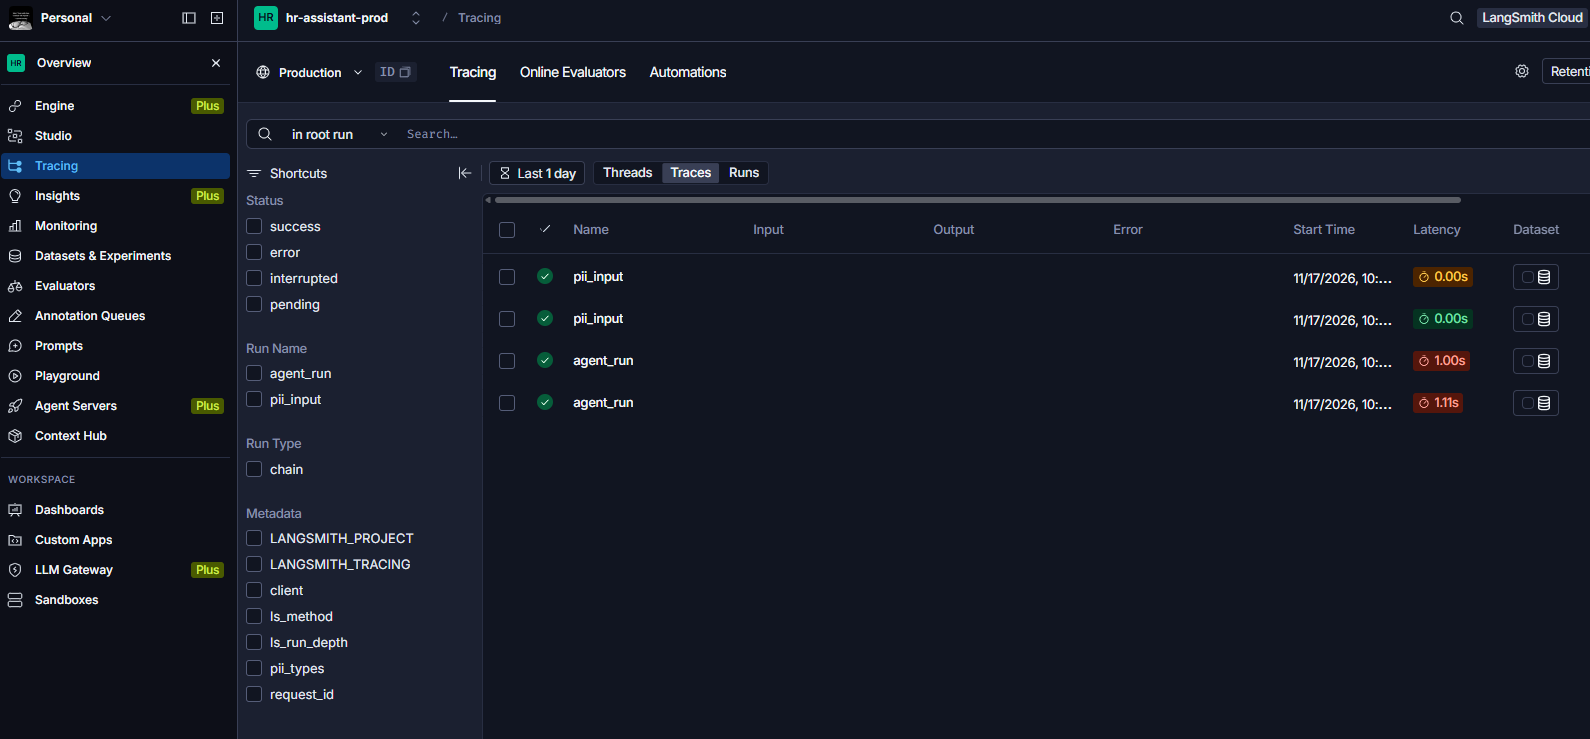 Personal
HR hr-assistant-prod / Tracing
LangSmith Cloud
HR Overview
Production ID Tracing Online Evaluators Automations
Retenti
Engine Plus
Studio
Tracing
Insights Plus
Monitoring
Datasets & Experiments
Evaluators
Annotation Queues
Prompts
Playground
Agent Servers Plus
Context Hub
WORKSPACE
Dashboards
Custom Apps
LLM Gateway Plus
Sandboxes
in root run Search...
Shortcuts
Status
success
error
interrupted
pending
Run Name
agent_run
pii_input
Run Type
chain
Metadata
LANGSMITH_PROJECT
LANGSMITH_TRACING
client
ls_method
ls_run_depth
pii_types
request_id
Last 1 day Threads Traces Runs
Name Input Output Error Start Time Latency Dataset
pii_input 11/17/2026, 10:... 0.00s
pii_input 11/17/2026, 10:... 0.00s
agent_run 11/17/2026, 10:... 1.00s
agent_run 11/17/2026, 10:... 1.11s